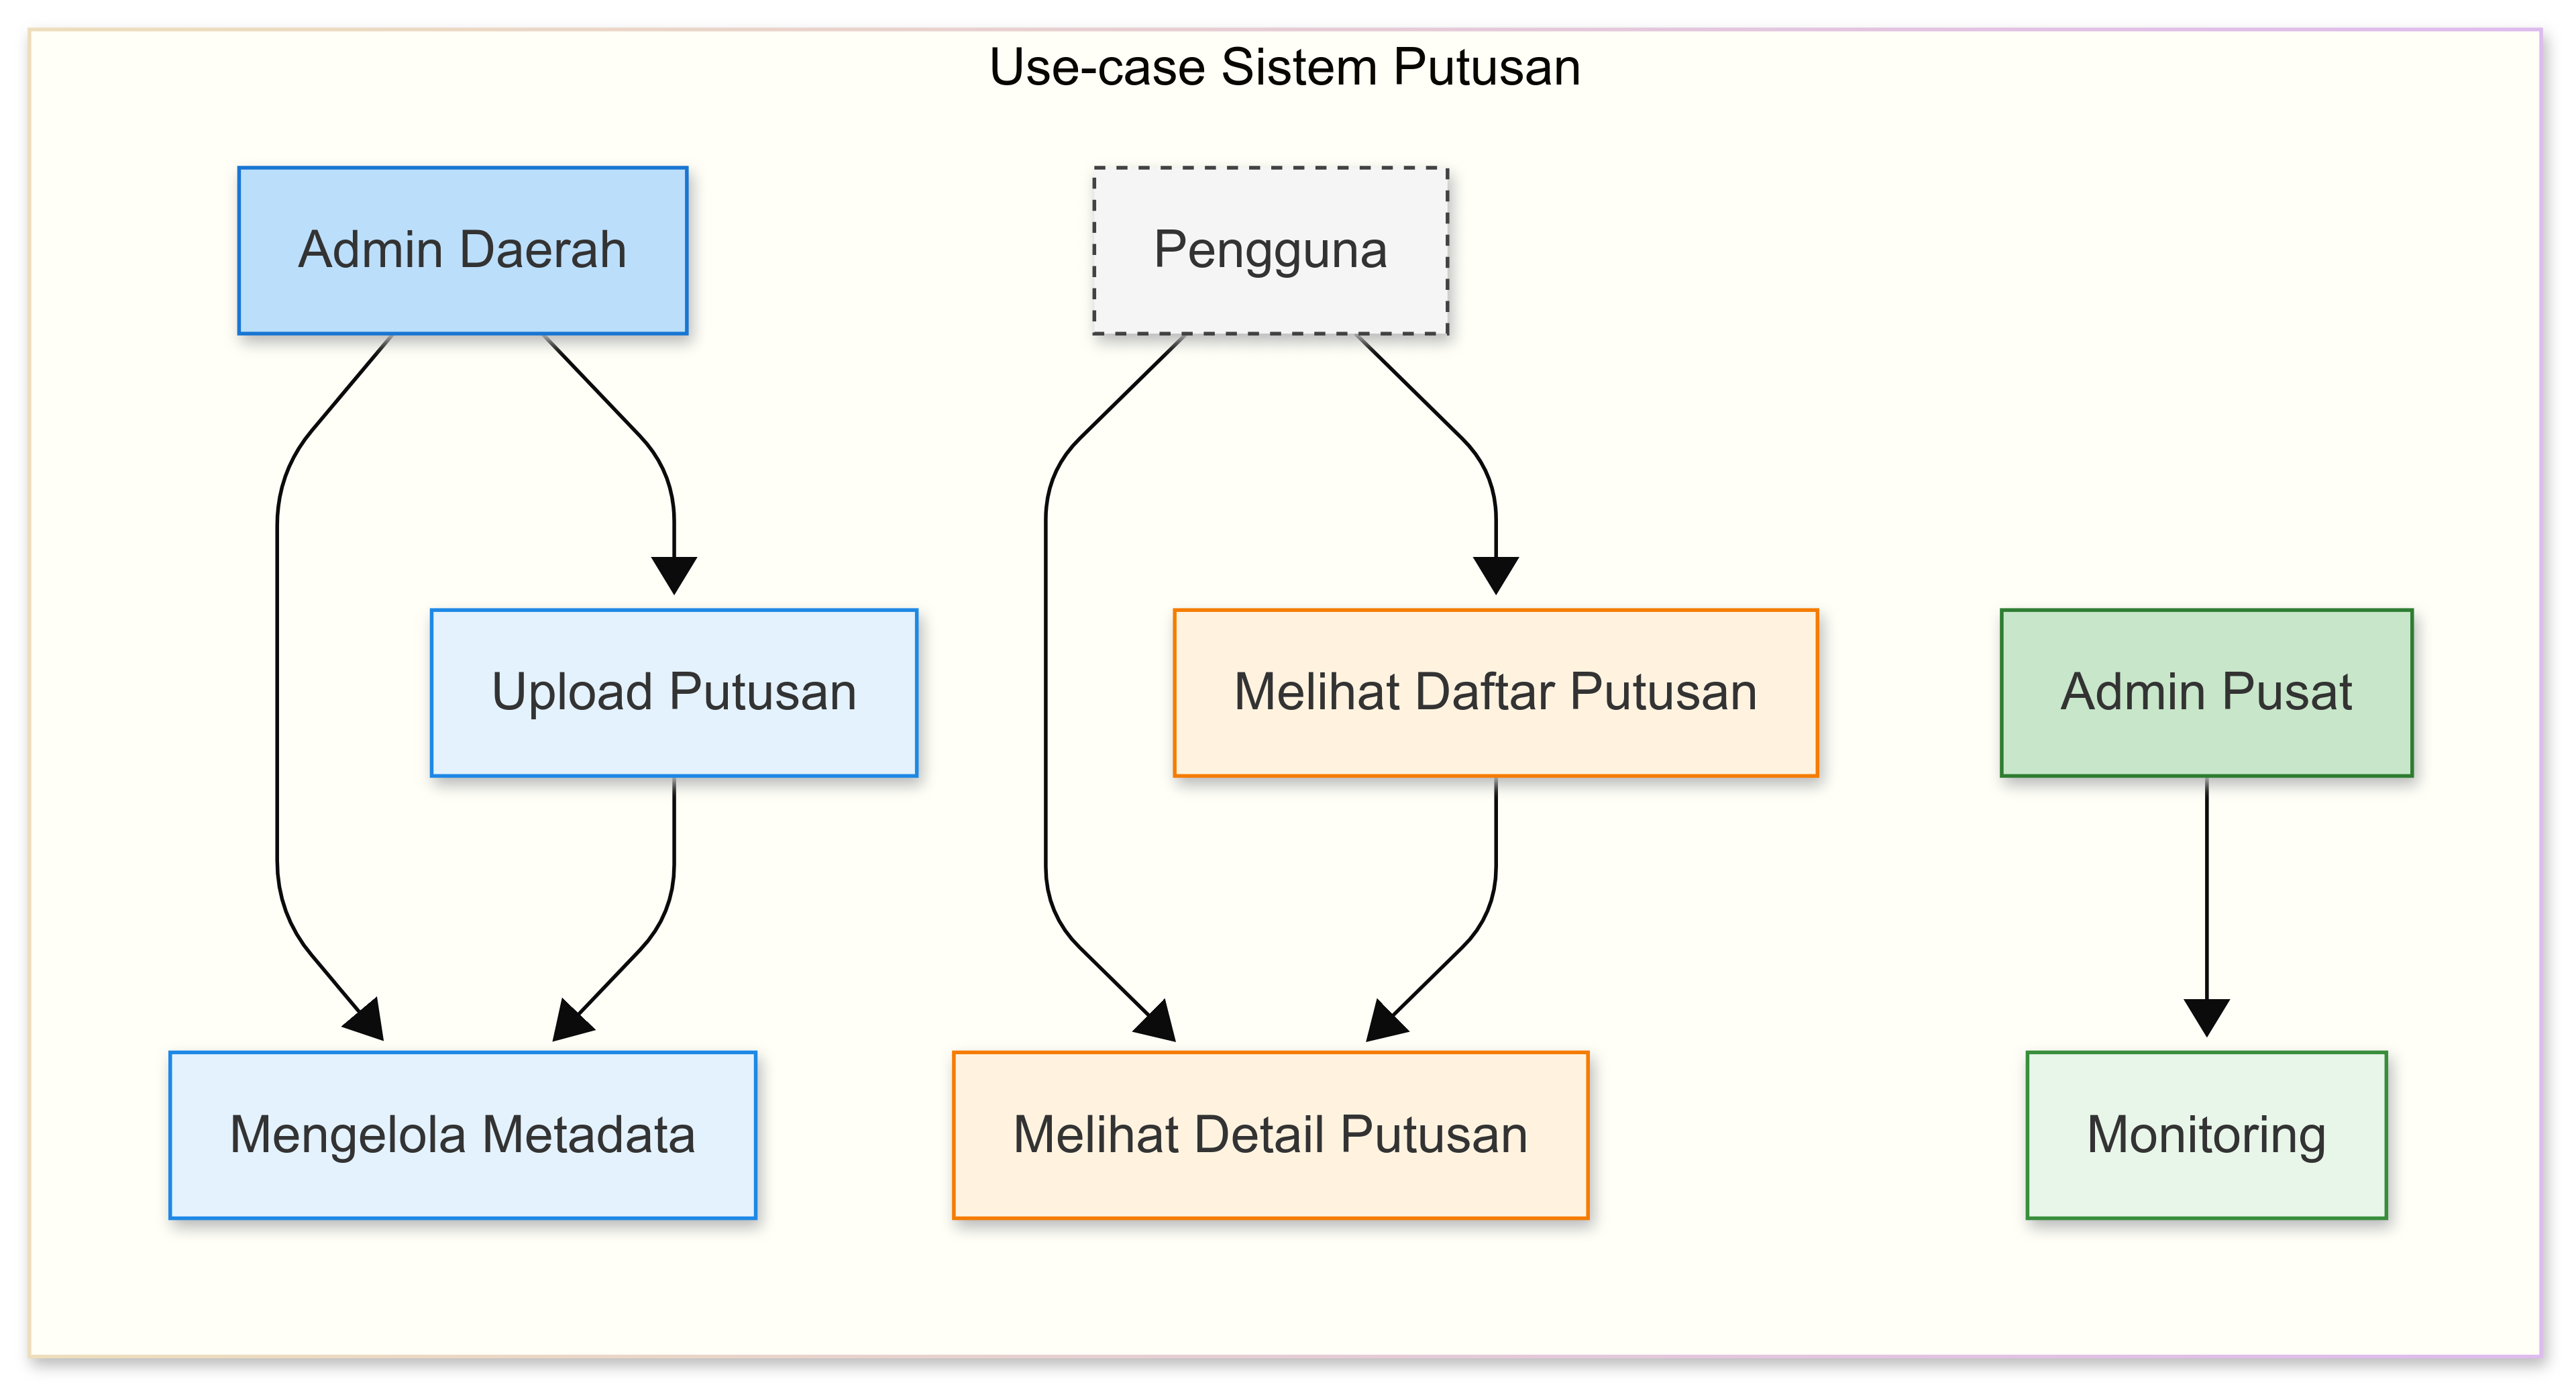 Use-case Sistem Putusan
Admin Daerah
Pengguna
Upload Putusan
Melihat Daftar Putusan
Admin Pusat
Mengelola Metadata
Melihat Detail Putusan
Monitoring